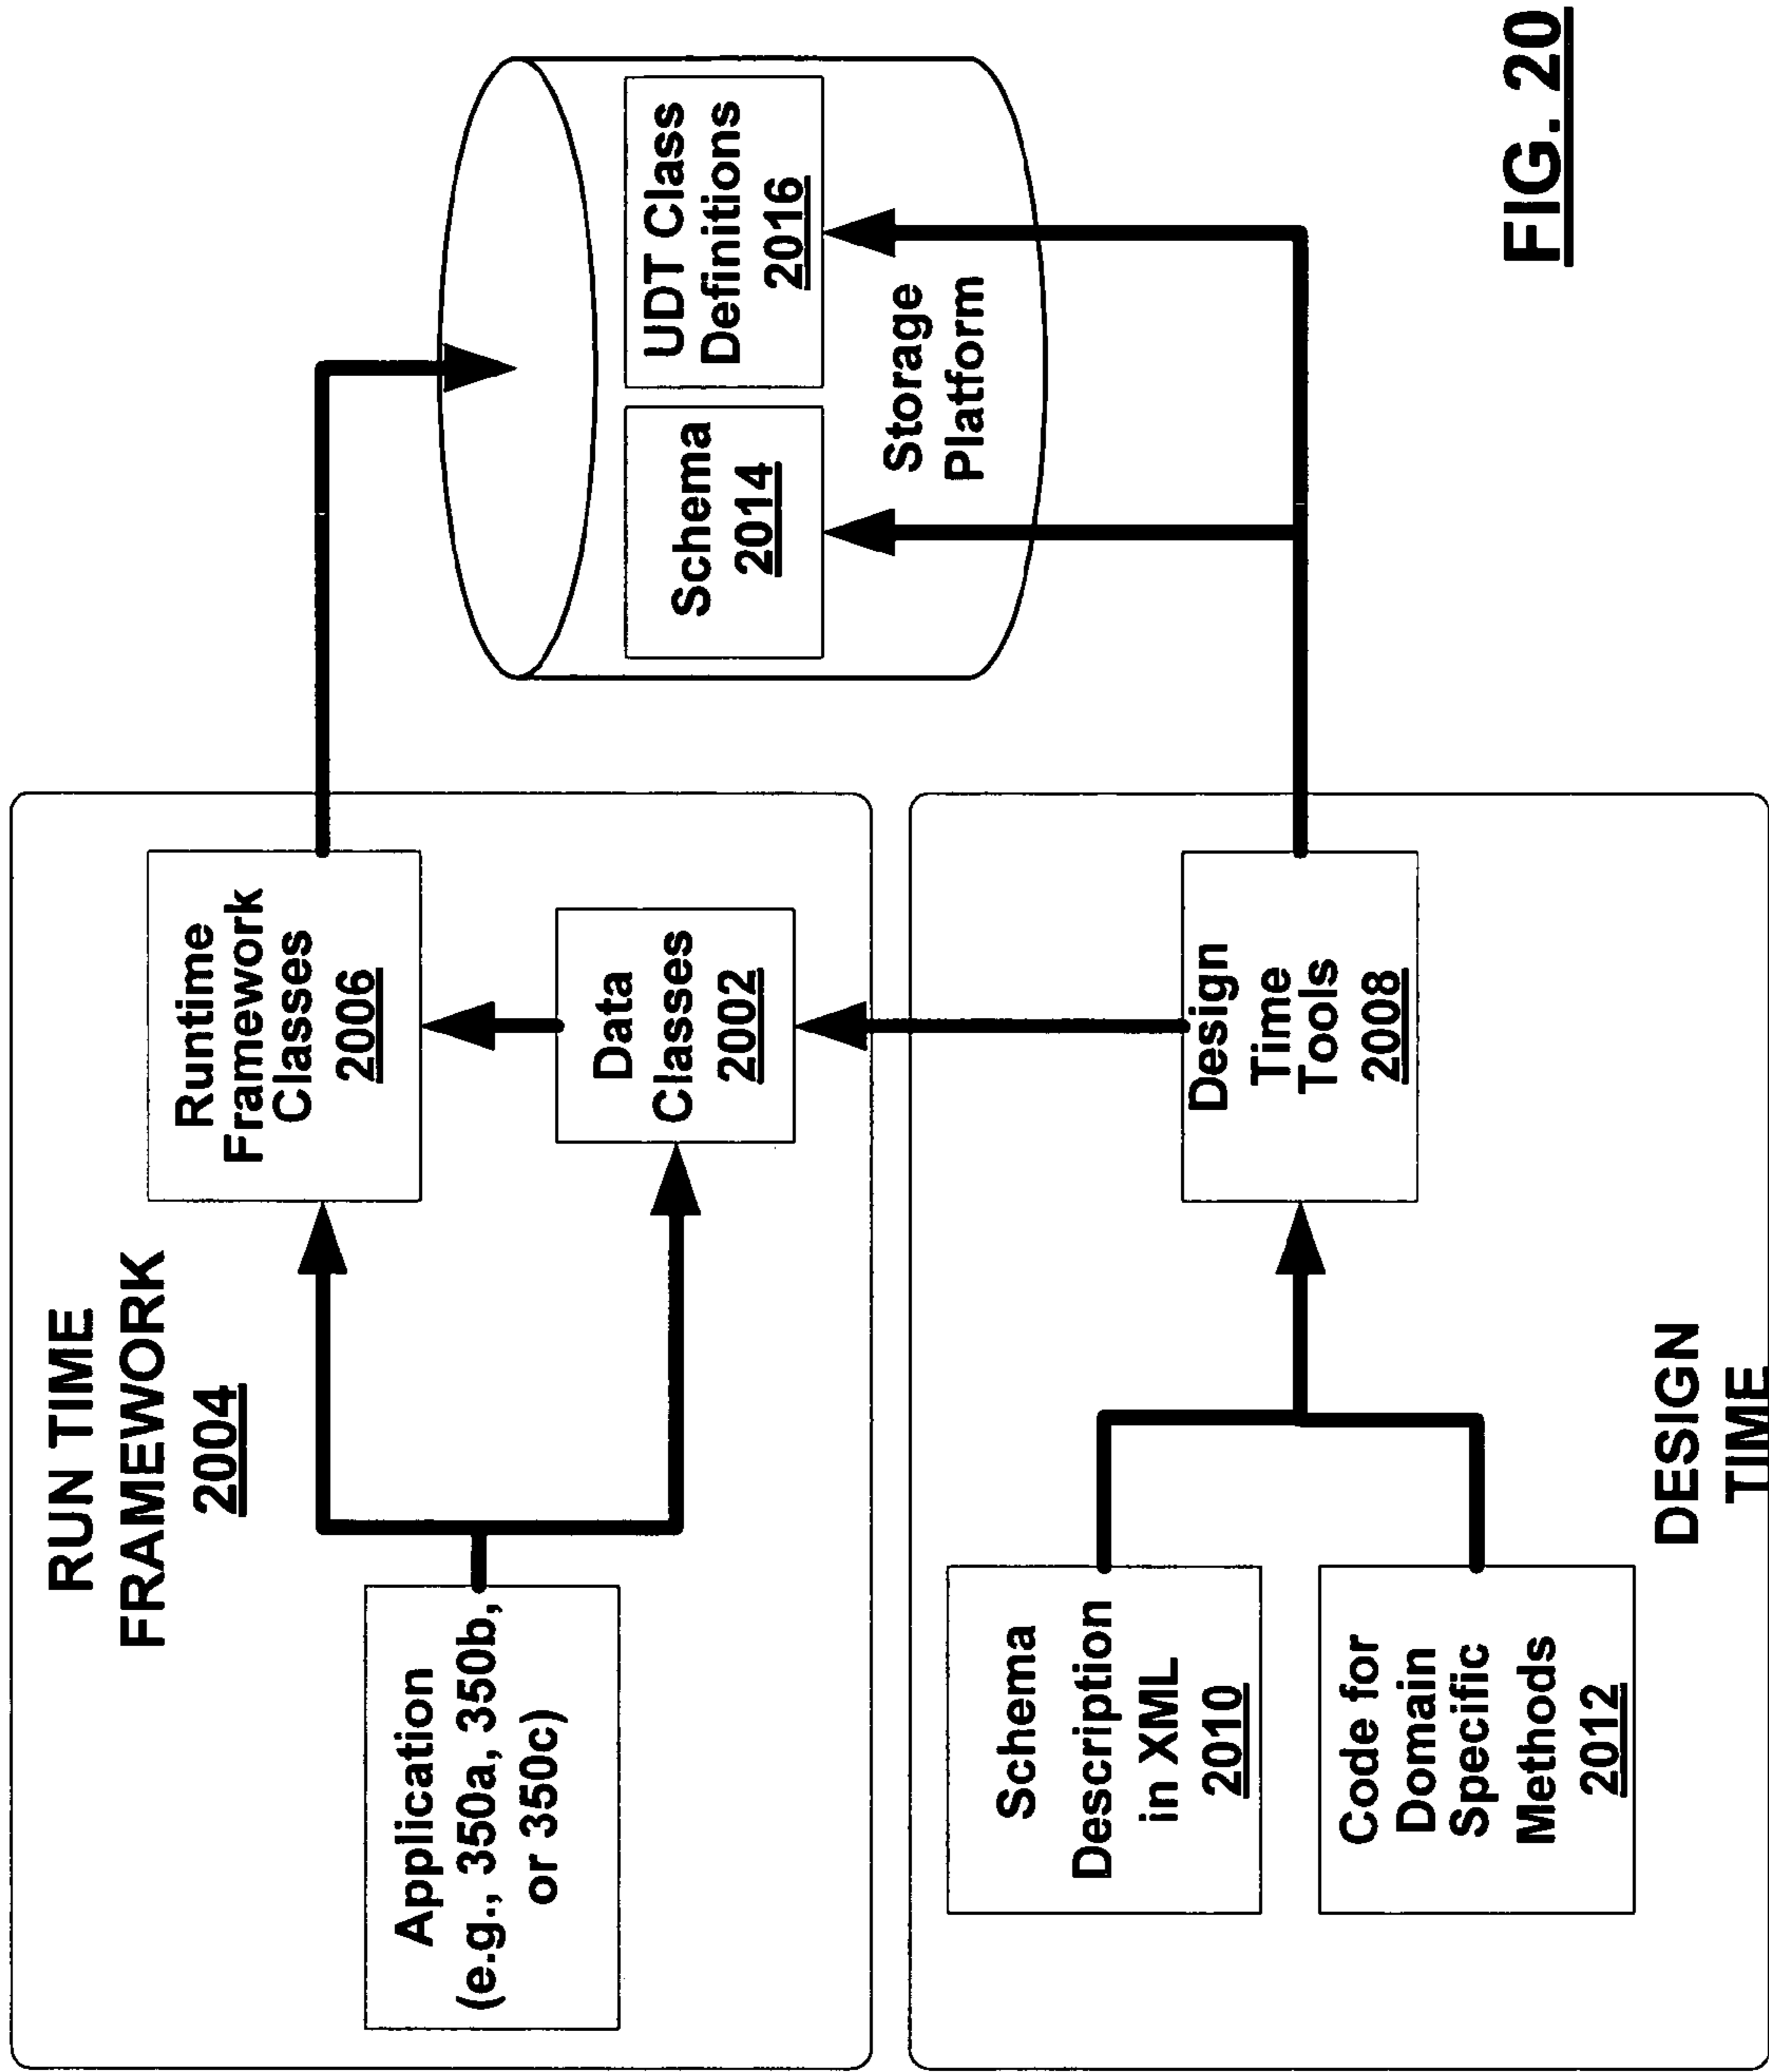 RUN TIME
FRAMEWORK
2004
Application
(e.g., 350a, 350b,
or 350c)
Runtime
Framework
Classes
2006
Data
Classes
2002
Schema
2014
UDT Class
Definitions
2016
Storage
Platform
Schema
Description
in XML
2010
Code for
Domain
Specific
Methods
2012
Design
Time
Tools
2008
DESIGN
TIME
FIG. 20